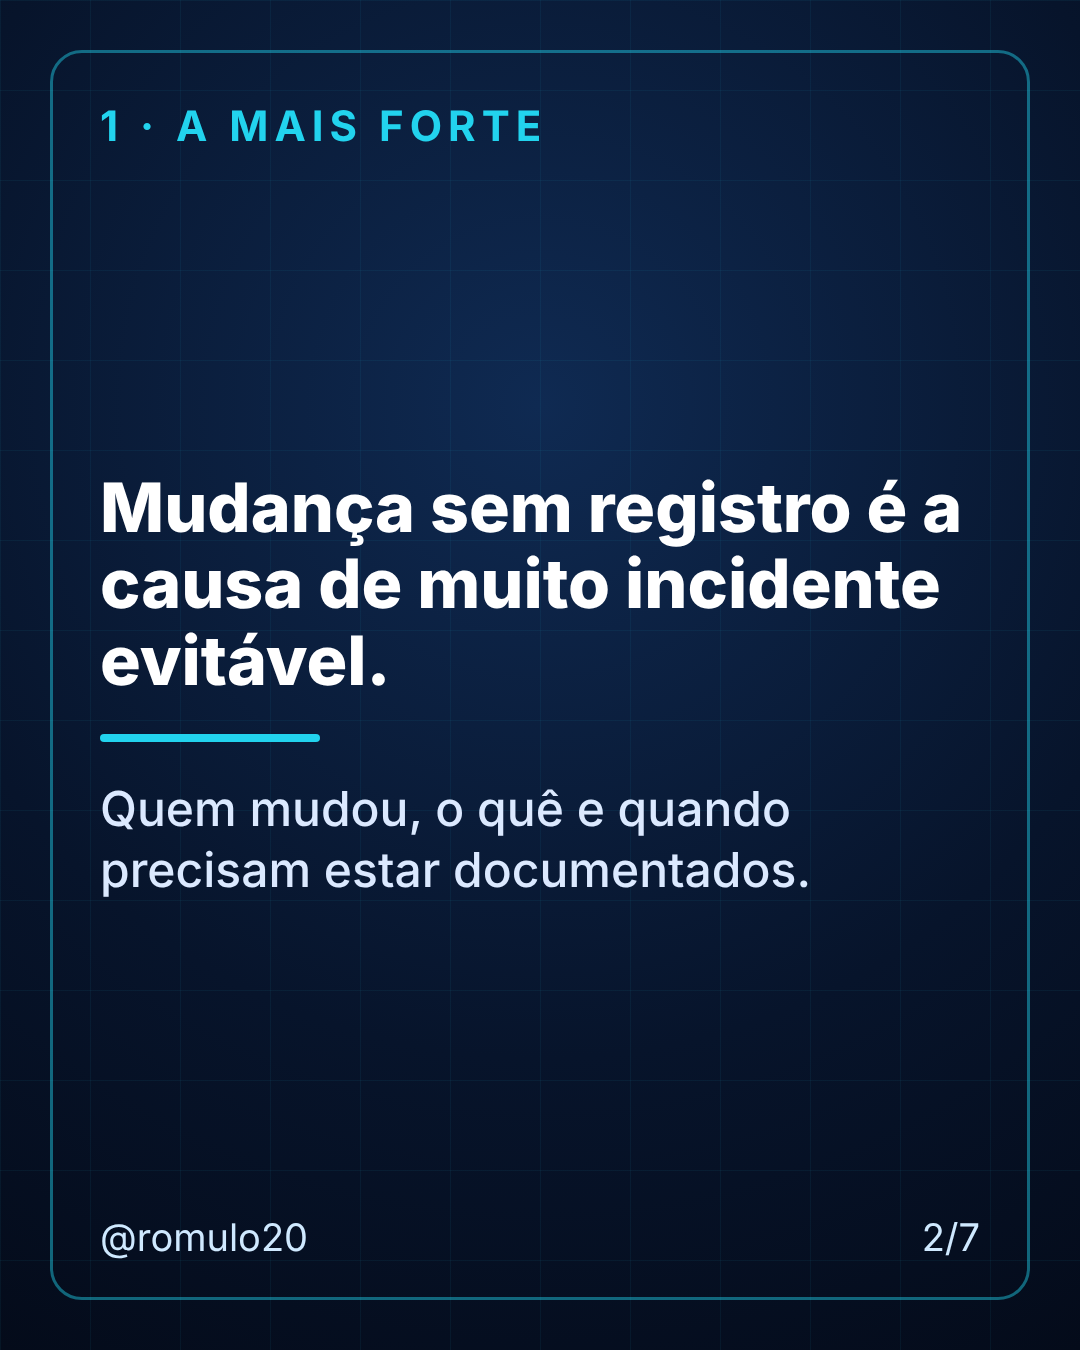 1 · A MAIS FORTE
Mudança sem registro é a
causa de muito incidente
evitável.
Quem mudou, o quê e quando
precisam estar documentados.
@romulo20
2/7